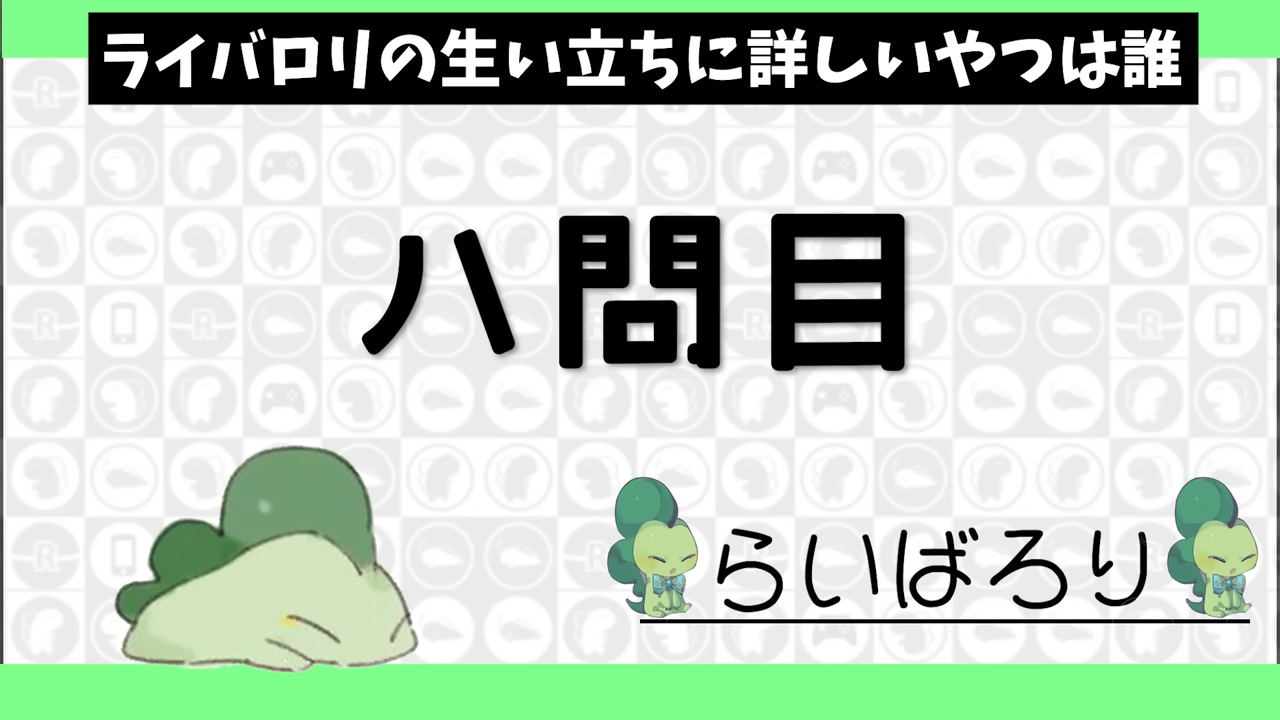 ライバロリの生い立ちに詳しいやつは誰
八問目
らいばろり